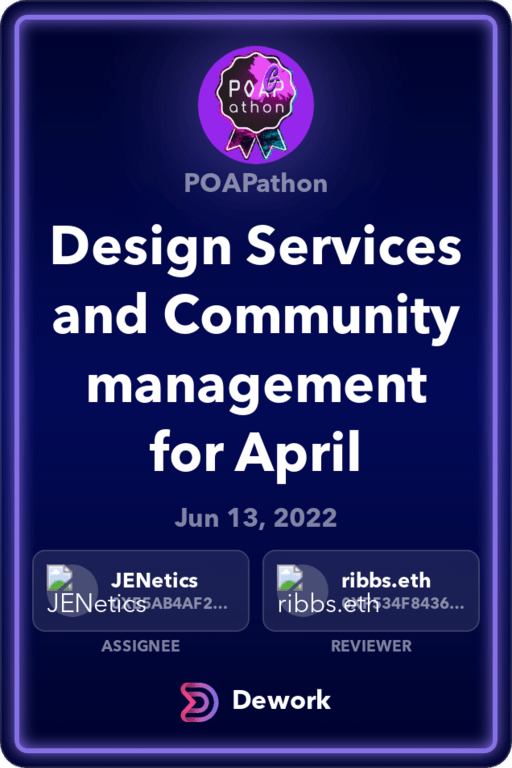 POAP
athon
POAPathon
Design Services
and Community
management
for April
Jun 13, 2022
JENetics
JENetics
ribbs.eth
ribbs.eth
ASSIGNEE
REVIEWER
Dework